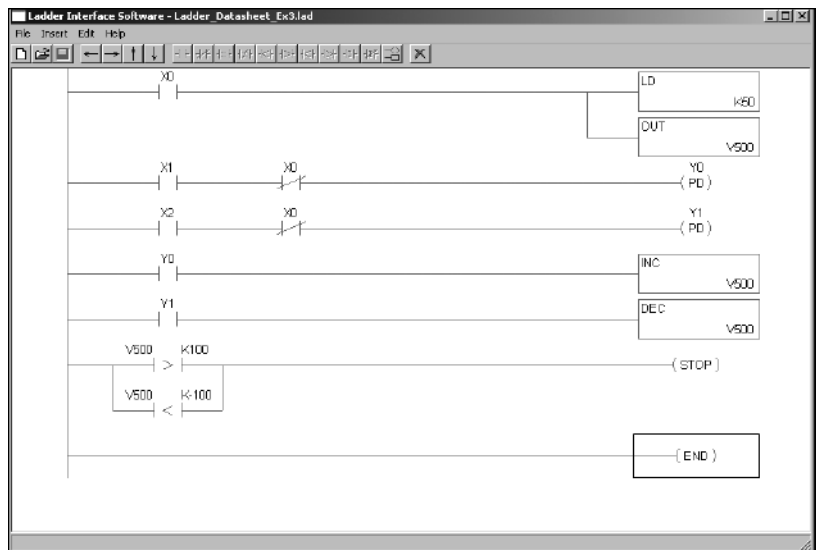 Ladder Interface Software - Ladder_Datasheet_Ex3.lad
File Insert Edit Help
X0
LD
K50
OUT
V500
X1 X0 Y0
PD
X2 X0 Y1
PD
Y0
INC
V500
Y1
DEC
V500
V500 K100
> STOP
V500 K-100
<
END